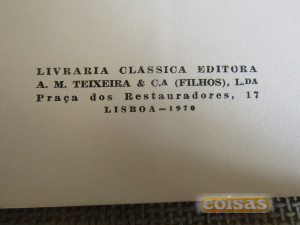 LIVRARIA CLÁSSICA EDITORA
A. M. TEIXEIRA & C.A (FILHOS), L.DA
Praça dos Restauradores, 17
LISBOA—1970
coisas